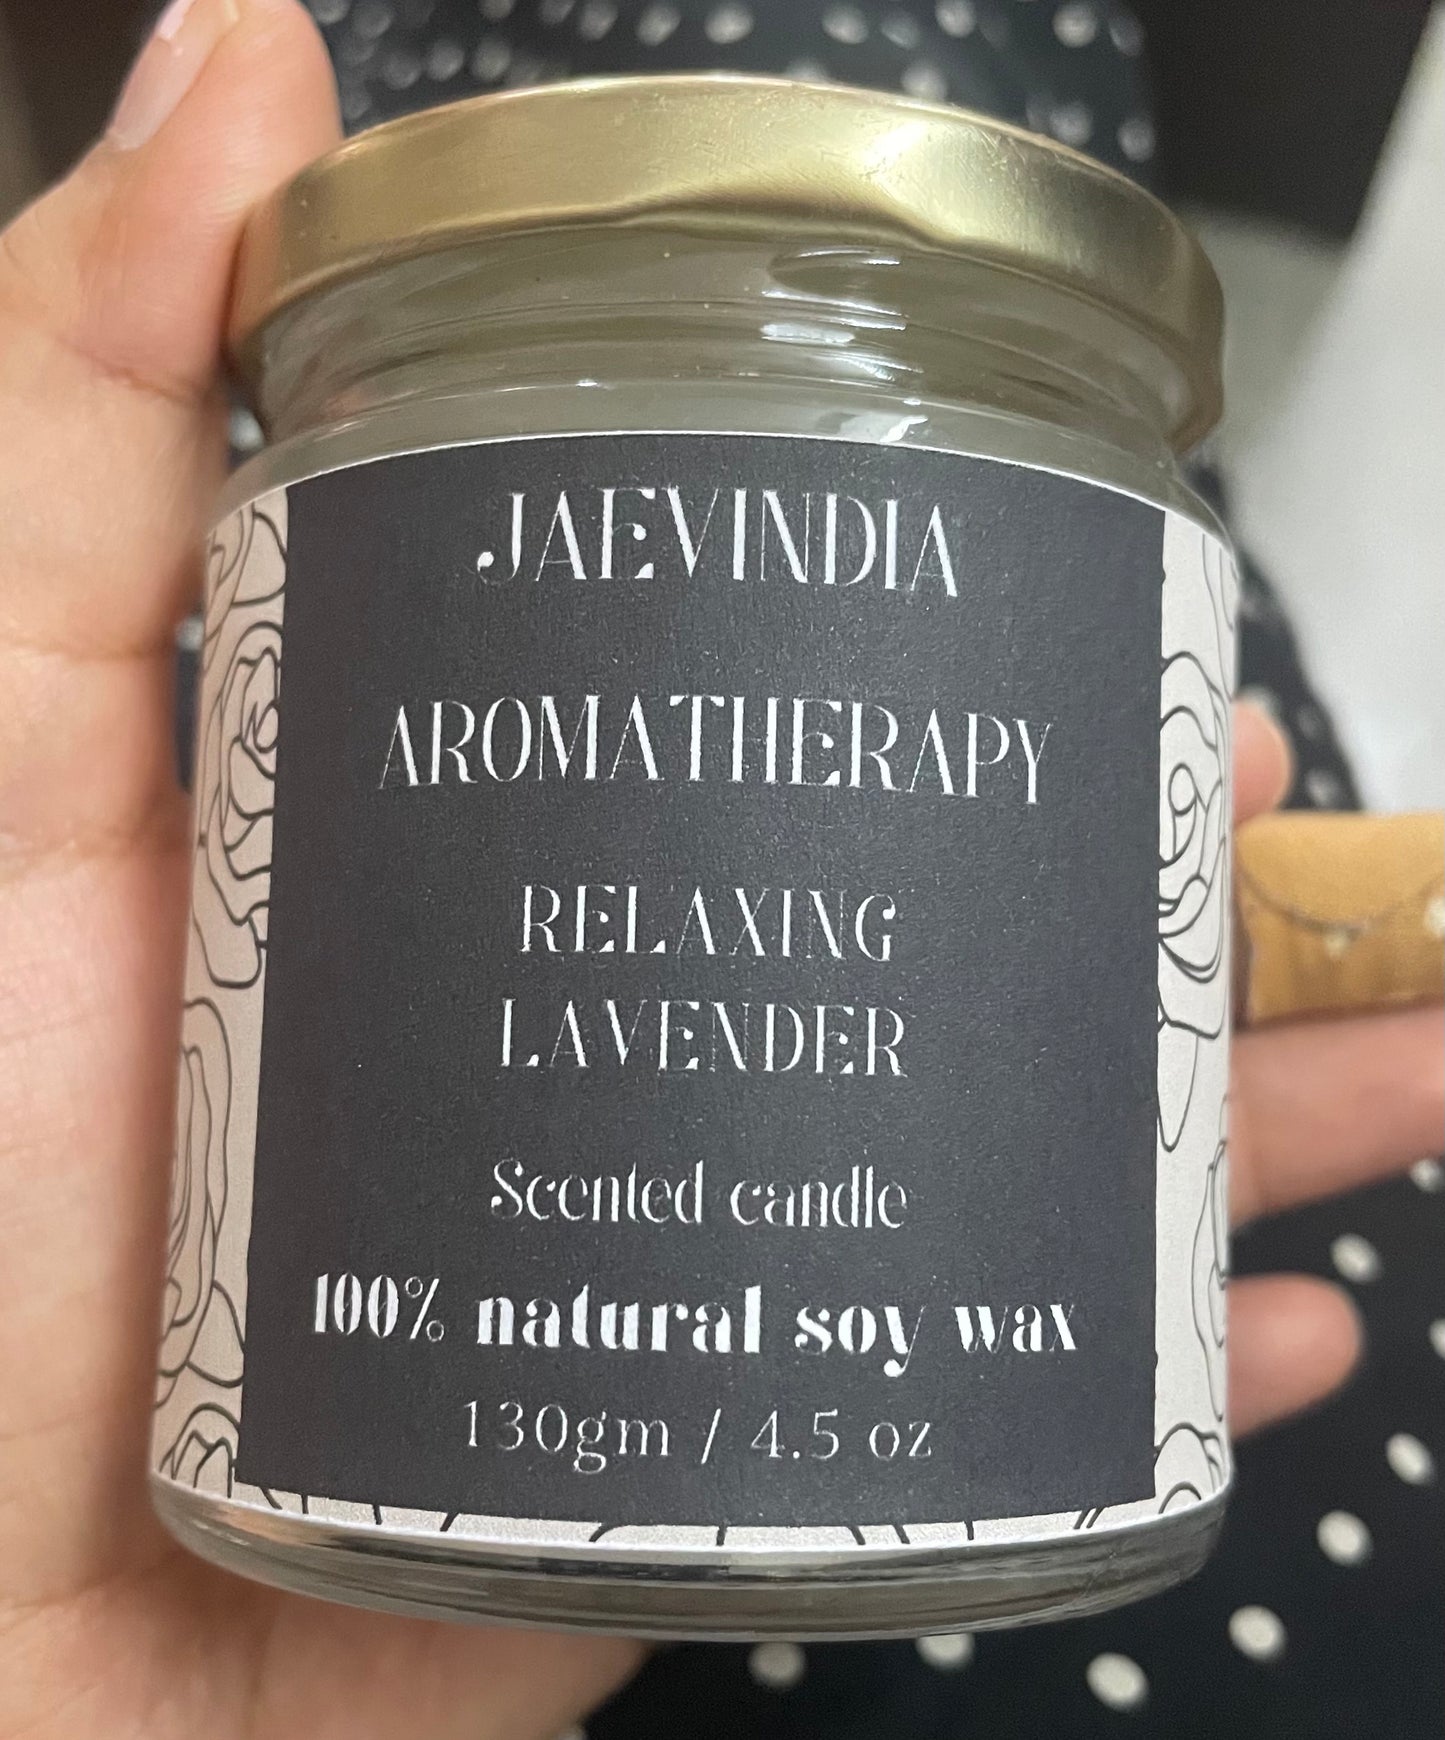 JAEVINDIA
AROMATHERAPY
RELAXING
LAVENDER
Scented candle
100% natural soy wax
130gm / 4.5 oz